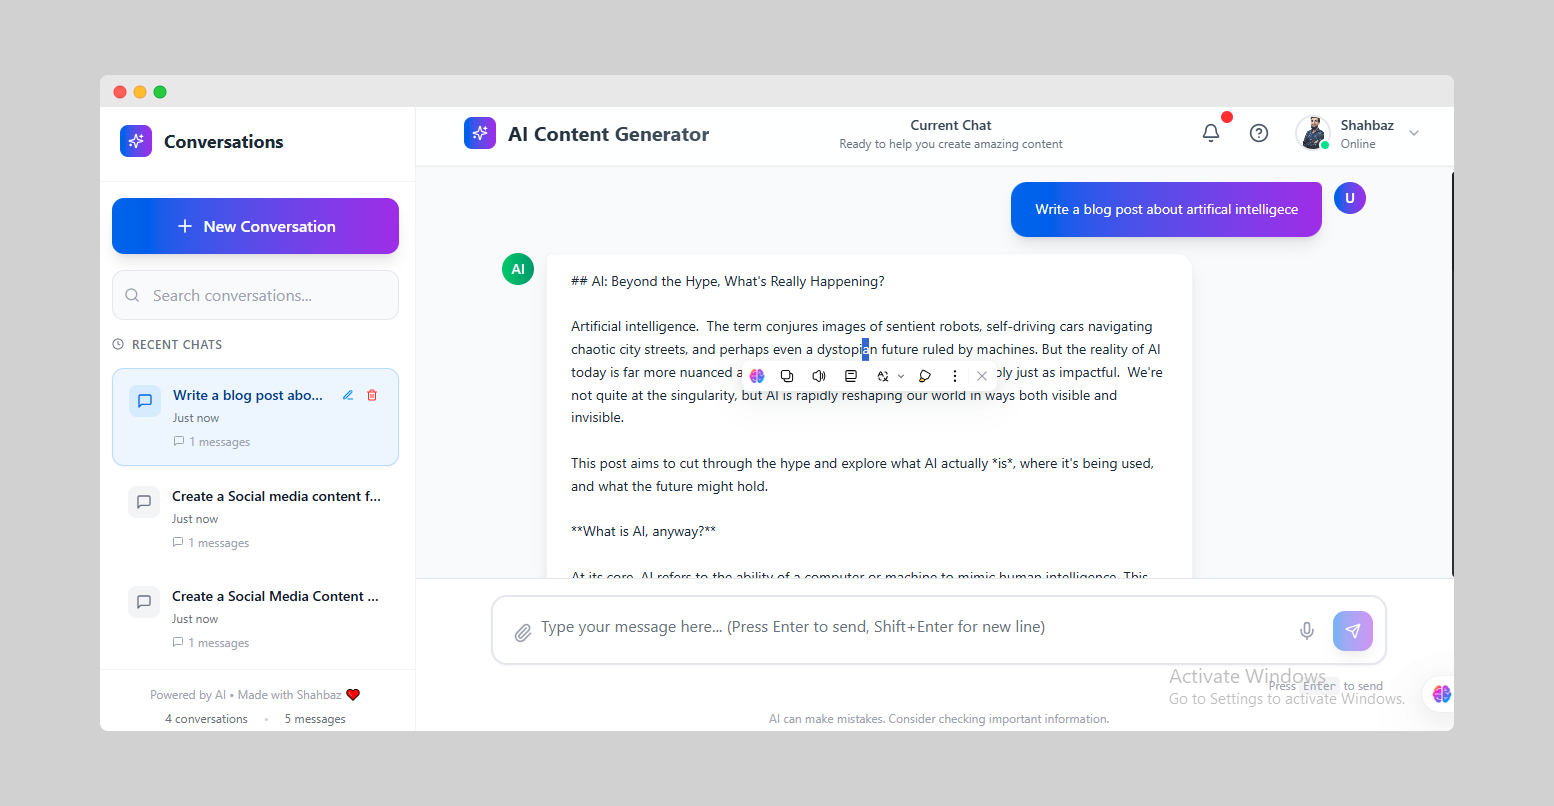 Conversations
New Conversation
Search conversations...
RECENT CHATS
Write a blog post abo...
Just now
1 messages
Create a Social media content f...
Just now
1 messages
Create a Social Media Content ...
Just now
1 messages
Powered by AI • Made with Shahbaz ❤️
4 conversations • 5 messages
AI Content Generator
Current Chat
Ready to help you create amazing content
Shahbaz
Online
Write a blog post about artifical intelligece
U
AI
## AI: Beyond the Hype, What's Really Happening?
Artificial intelligence.  The term conjures images of sentient robots, self-driving cars navigating
chaotic city streets, and perhaps even a dystopian future ruled by machines. But the reality of AI
today is far more nuanced just as impactful.  We're
not quite at the singularity, but AI is rapidly reshaping our world in ways both visible and
invisible.
This post aims to cut through the hype and explore what AI actually *is*, where it's being used,
and what the future might hold.
**What is AI, anyway?**
At its core, AI refers to the ability of a computer or machine to mimic human intelligence. This
Type your message here... (Press Enter to send, Shift+Enter for new line)
Press Enter to send
Activate Windows
Go to Settings to activate Windows.
AI can make mistakes. Consider checking important information.